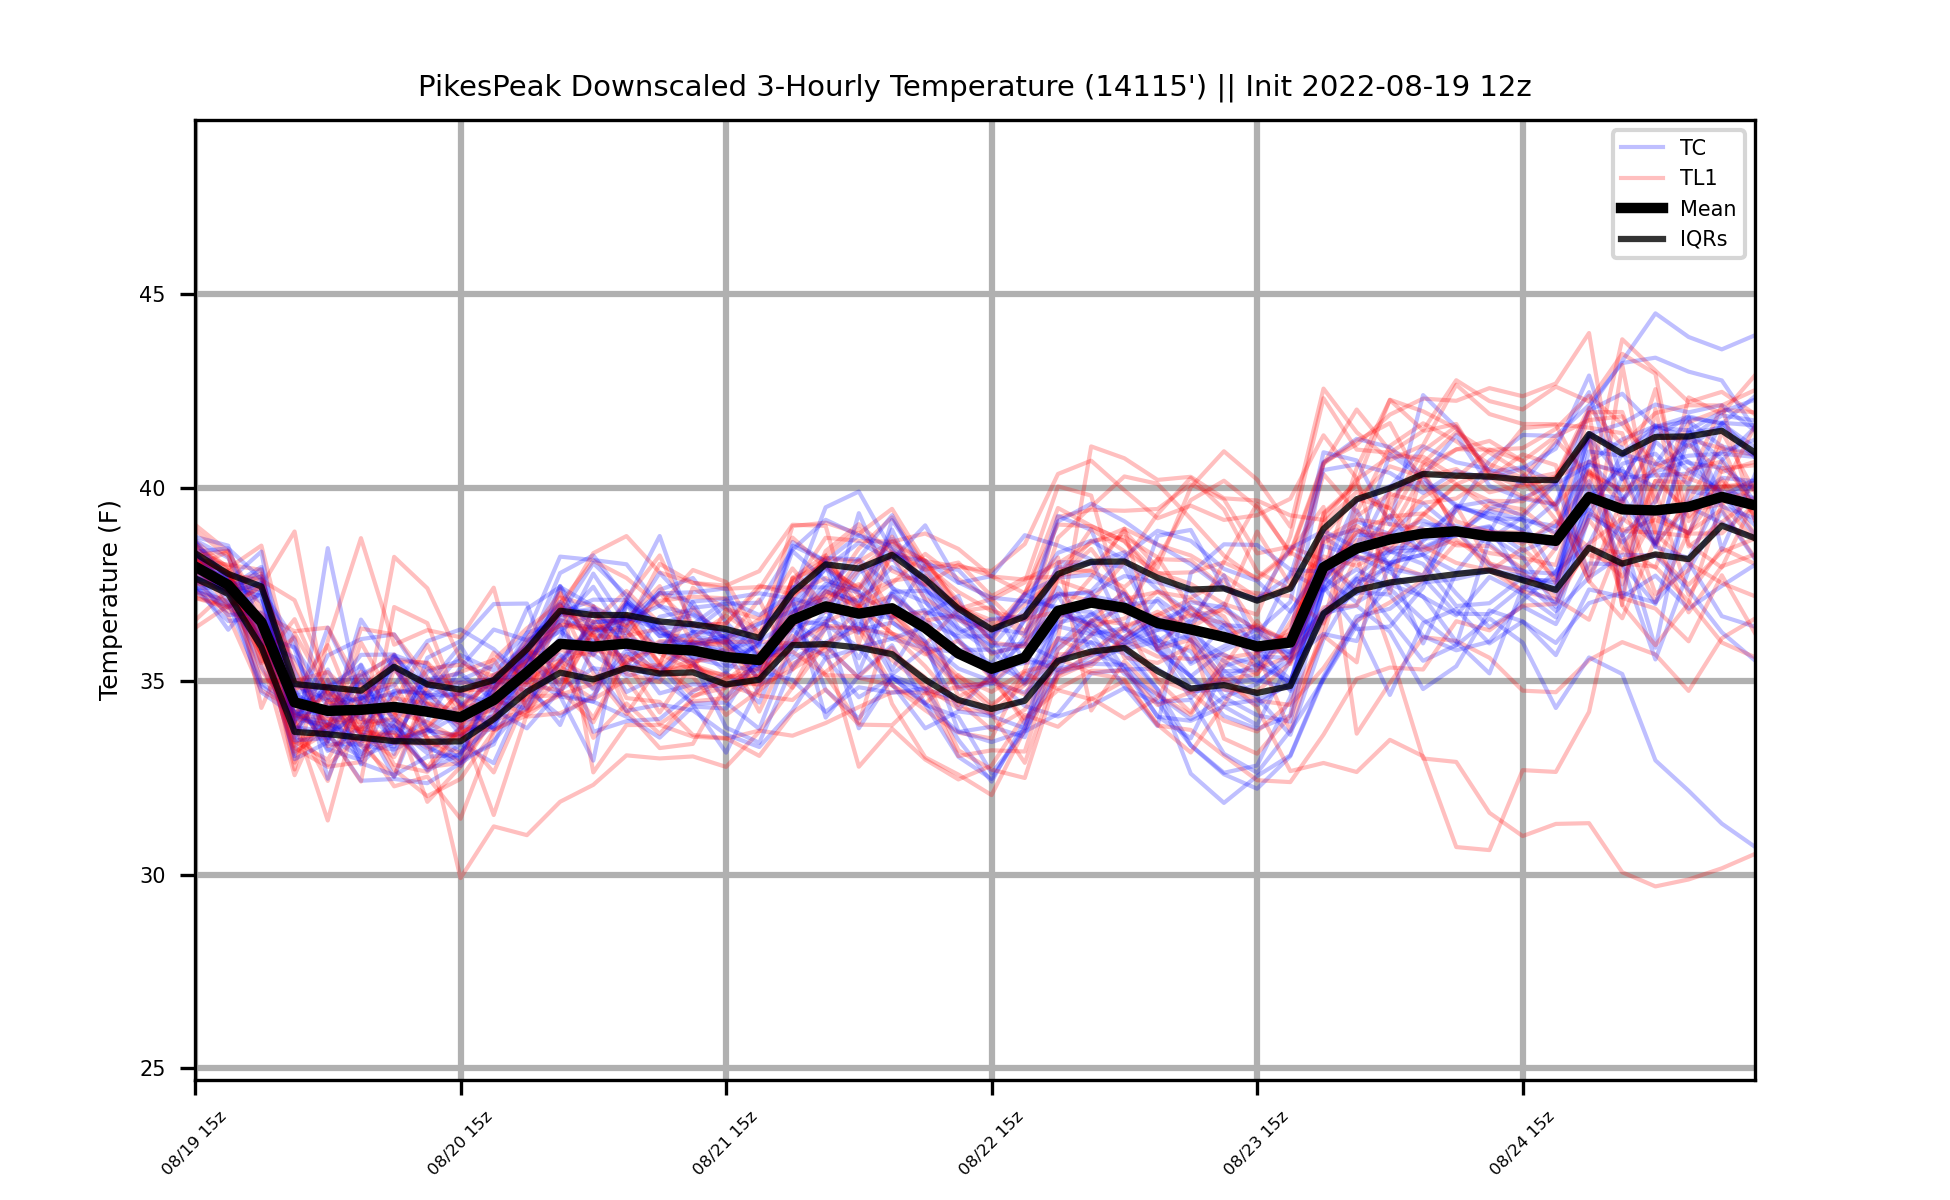 PikesPeak Downscaled 3-Hourly Temperature (14115') || Init 2022-08-19 12z
TC
TL1
Mean
IQRs
Temperature (F)
45
40
35
30
25
08/19 15z
08/20 15z
08/21 15z
08/22 15z
08/23 15z
08/24 15z